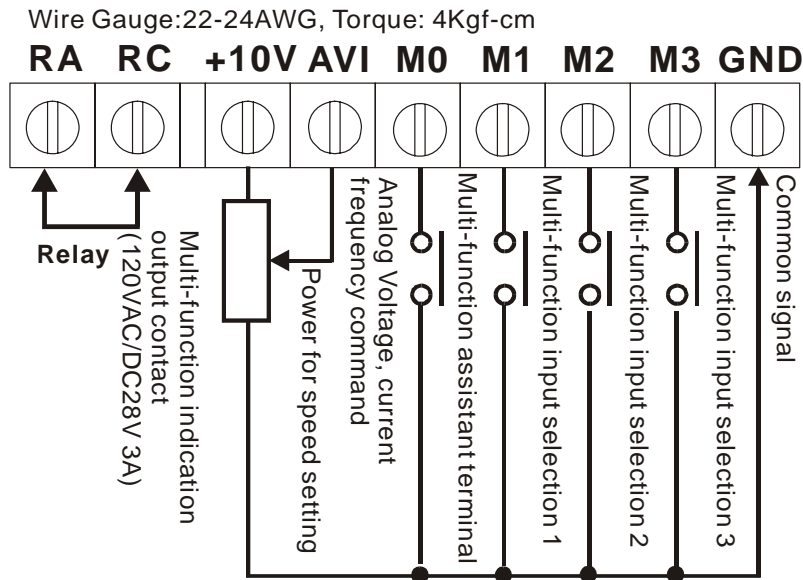 Wire Gauge:22-24AWG, Torque: 4Kgf-cm
RA RC +10V AVI M0 M1 M2 M3 GND
Relay
Multi-function indication
output contact
(120VAC/DC28V 3A)
Power for speed setting
Analog Voltage, current
frequency command
Multi-function assistant terminal
Multi-function input selection 1
Multi-function input selection 2
Multi-function input selection 3
Common signal